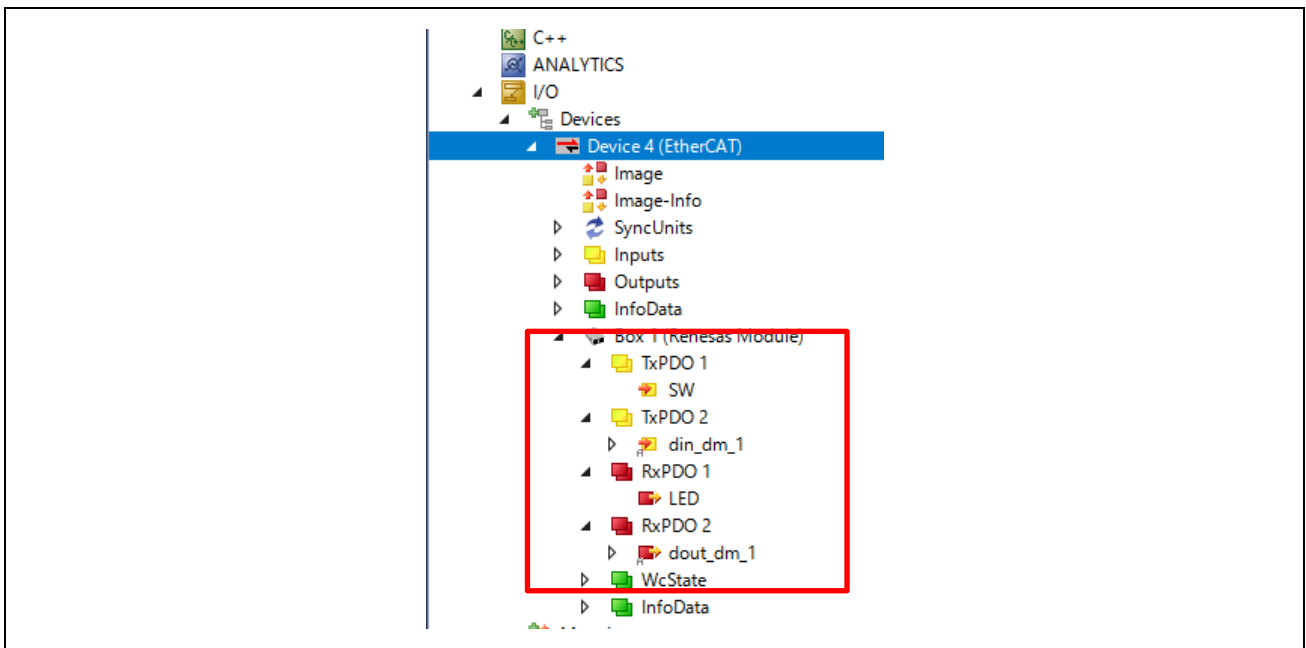 C++
ANALYTICS
I/O
Devices
Device 4 (EtherCAT)
Image
Image-Info
SyncUnits
Inputs
Outputs
InfoData
Box 1 (Renesas Module)
TxPDO 1
SW
TxPDO 2
din_dm_1
RxPDO 1
LED
RxPDO 2
dout_dm_1
WcState
InfoData